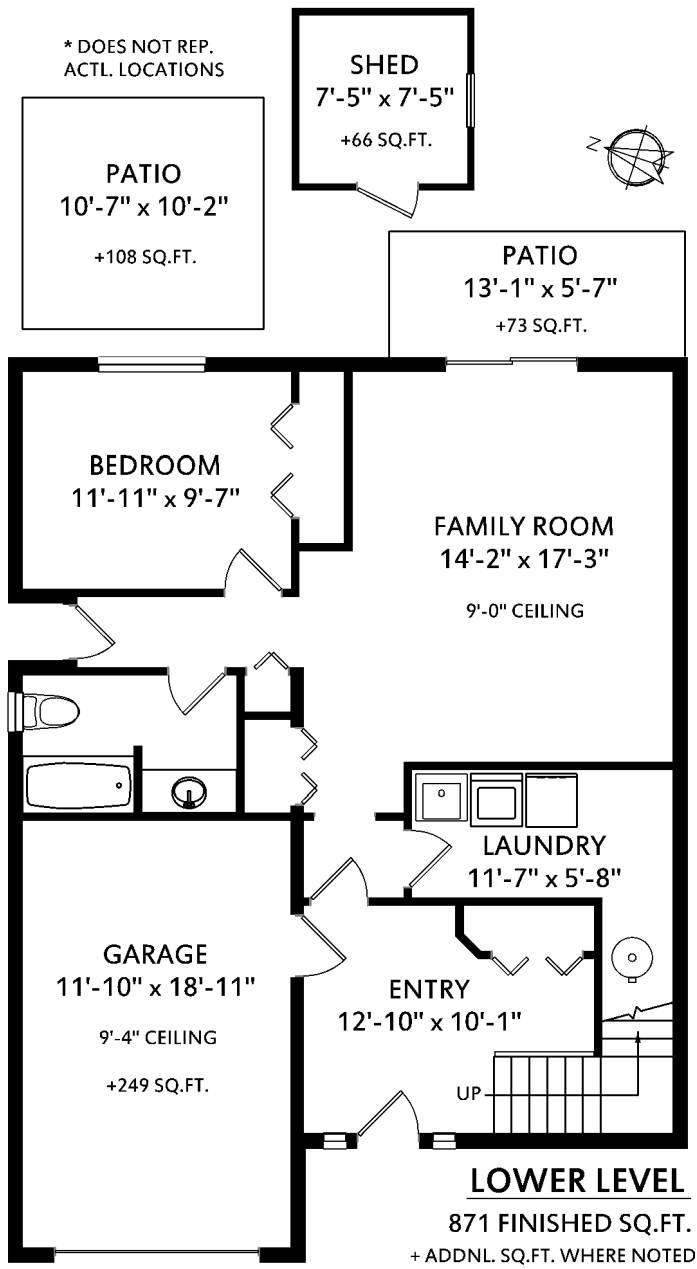 * DOES NOT REP.
ACTL. LOCATIONS
SHED
7'-5" x 7'-5"
+66 SQ.FT.
N
PATIO
10'-7" x 10'-2"
+108 SQ.FT.
PATIO
13'-1" x 5'-7"
+73 SQ.FT.
BEDROOM
11'-11" x 9'-7"
FAMILY ROOM
14'-2" x 17'-3"
9'-0" CEILING
LAUNDRY
11'-7" x 5'-8"
GARAGE
11'-10" x 18'-11"
9'-4" CEILING
+249 SQ.FT.
ENTRY
12'-10" x 10'-1"
UP
LOWER LEVEL
871 FINISHED SQ.FT.
+ ADDNL. SQ.FT. WHERE NOTED